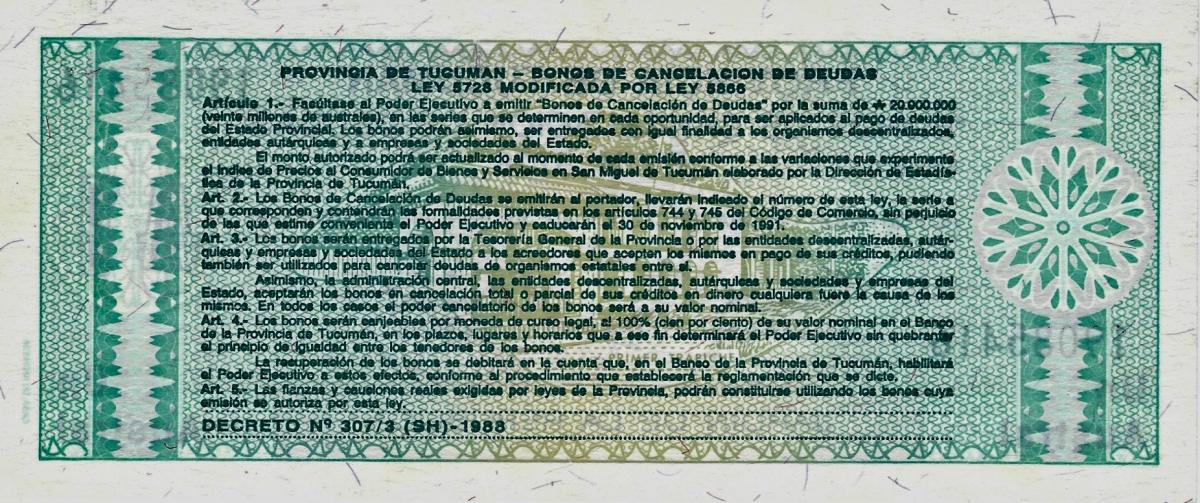 PROVINCIA DE TUCUMAN – BONOS DE CANCELACION DE DEUDAS
LEY 5728 MODIFICADA POR LEY 5866
Artículo 1.- Facúltase al Poder Ejecutivo a emitir "Bonos de Cancelación de Deudas" por la suma de ₳ 20.000.000
(veinte millones de australes), en las series que se determinen en cada oportunidad, para ser aplicados al pago de deudas
del Estado Provincial. Los bonos podrán asimismo, ser entregados con igual finalidad a los organismos descentralizados,
entidades autárquicas y a empresas y sociedades del Estado.
El monto autorizado podrá ser actualizado al momento de cada emisión conforme a las variaciones que experimente
el Indice de Precios al Consumidor de Bienes y Servicios en San Miguel de Tucumán elaborado por la Dirección de Estadís-
tica de la Provincia de Tucumán.
Art. 2.- Los Bonos de Cancelación de Deudas se emitirán al portador, llevarán indicado el número de esta ley, la serie a
que corresponden y contendrán las formalidades previstas en los artículos 744 y 745 del Código de Comercio, sin perjuicio
de las que estime conveniente el Poder Ejecutivo y caducarán el 30 de noviembre de 1991.
Art. 3.- Los bonos serán entregados por la Tesorería General de la Provincia o por las entidades descentralizadas, autár-
quicas y empresas y sociedades del Estado a los acreedores que acepten los mismos en pago de sus créditos, pudiendo
también ser utilizados para cancelar deudas de organismos estatales entre sí.
Asimismo, la administración central, las entidades descentralizadas, autárquicas y sociedades y empresas del
Estado, aceptarán los bonos en cancelación total o parcial de sus créditos en dinero cualquiera fuere la causa de los
mismos. En todos los casos el poder cancelatorio de los bonos será a su valor nominal.
Art. 4.- Los bonos serán canjeables por moneda de curso legal, al 100% (cien por ciento) de su valor nominal en el Banco
de la Provincia de Tucumán, en los plazos, lugares y horarios que a ese fin determinará el Poder Ejecutivo sin quebrantar
el principio de igualdad entre los tenedores de los bonos.
PRIMER TRAPICHE
La recuperación de los bonos se debitará en la cuenta que, en el Banco de la Provincia de Tucumán, habilitará
el Poder Ejecutivo a estos efectos, conforme al procedimiento que establecerá la reglamentación que se dicte.
Art. 5.- Las fianzas y cauciones reales exigidas por leyes de la Provincia, podrán constituirse utilizando los bonos cuya
emisión se autoriza por esta ley.
DECRETO Nº 307/3 (SH)-1988